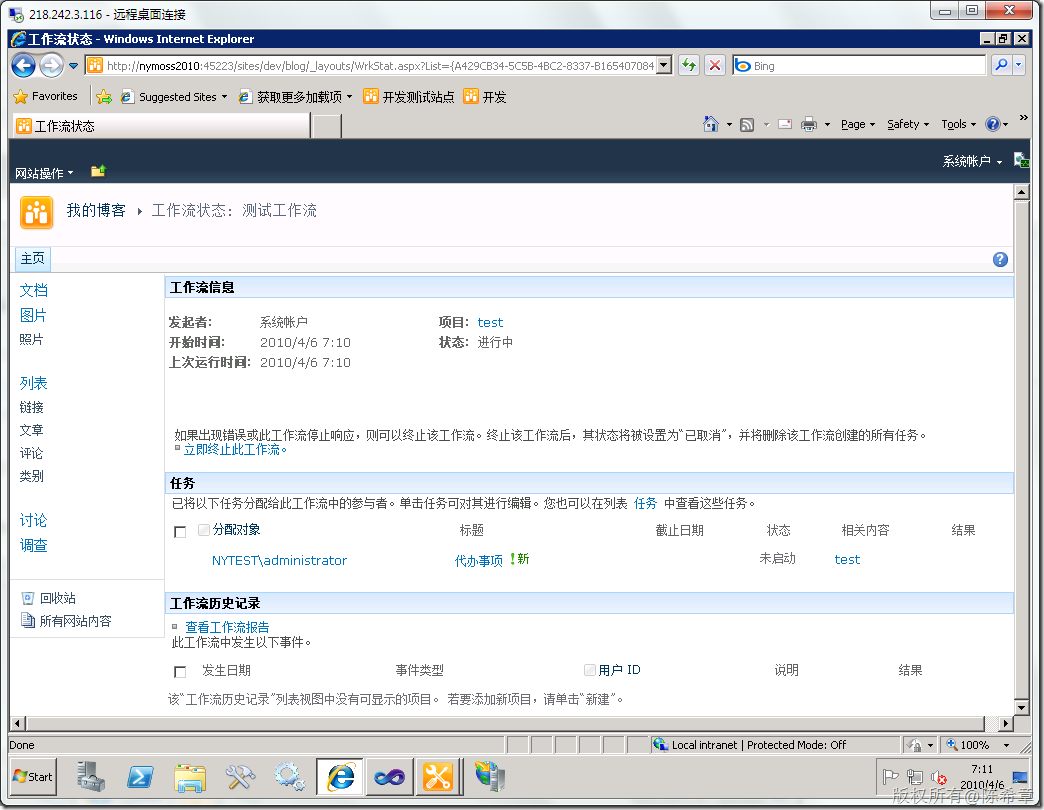 218.242.3.116 - 远程桌面连接
工作流状态 - Windows Internet Explorer
http://nymoss2010:45223/sites/dev/blog/_layouts/WrkStat.aspx?List={A429CB34-5C5B-4BC2-8337-B165407084
Bing
Favorites Suggested Sites 获取更多加载项 开发测试站点 开发
工作流状态
Page Safety Tools
系统帐户
网站操作
我的博客 工作流状态: 测试工作流
主页
文档
图片
照片
列表
链接
文章
评论
类别
讨论
调查
回收站
所有网站内容
工作流信息
发起者: 系统帐户 项目: test
开始时间: 2010/4/6 7:10 状态: 进行中
上次运行时间: 2010/4/6 7:10
如果出现错误或此工作流停止响应，则可以终止该工作流。终止该工作流后，其状态将被设置为“已取消”，并将删除该工作流创建的所有任务。
立即终止此工作流。
任务
已将以下任务分配给此工作流中的参与者。单击任务可对其进行编辑。您也可以在列表 任务 中查看这些任务。
分配对象 标题 截止日期 状态 相关内容 结果
NYTEST\administrator 代办事项 !新 未启动 test
工作流历史记录
查看工作流报告
此工作流中发生以下事件。
发生日期 事件类型 用户 ID 说明 结果
该“工作流历史记录”列表视图中没有可显示的项目。 若要添加新项目，请单击“新建”。
Done Local intranet | Protected Mode: Off 100%
Start 7:11
2010/4/6
版权所有@陈希章